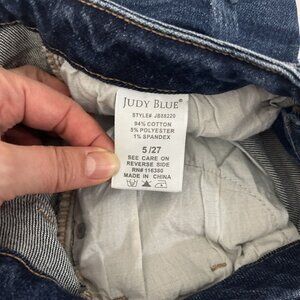 JUDY BLUE®
STYLE# JB88220
94% COTTON
5% POLYESTER
1% SPANDEX
5/27
SEE CARE ON
REVERSE SIDE
RN# 116380
MADE IN CHINA